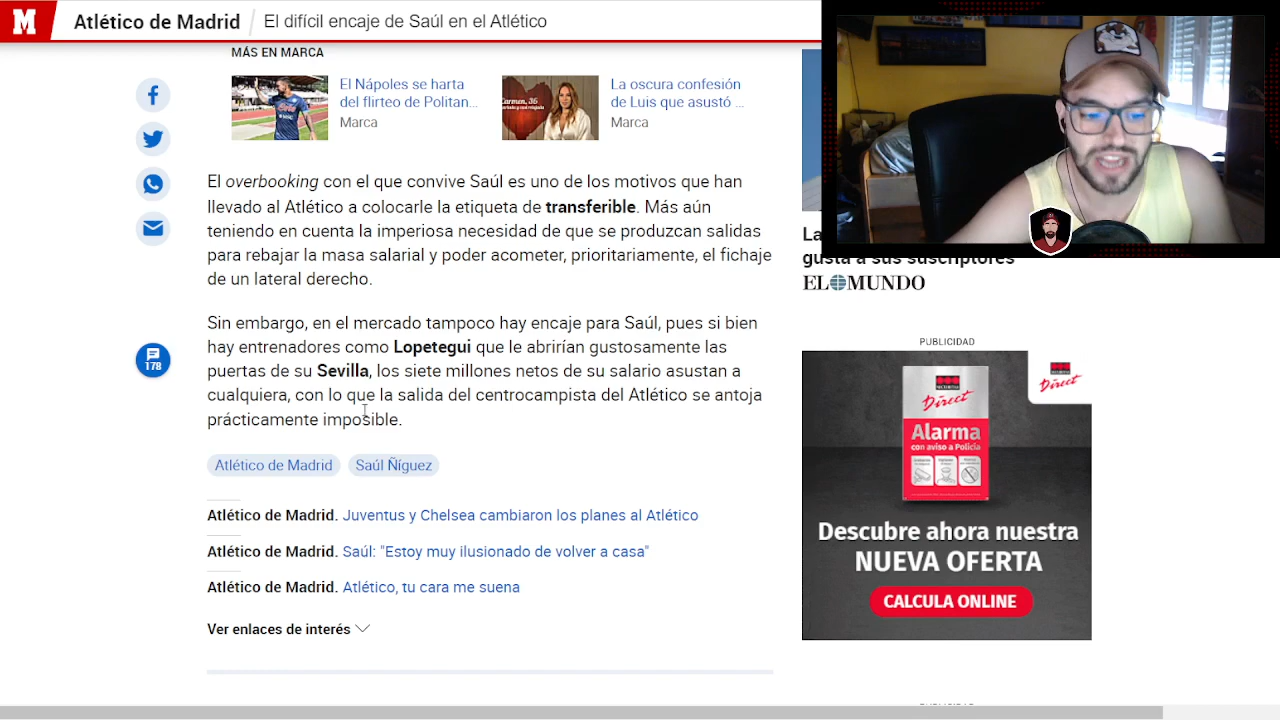 Atlético de Madrid
El difícil encaje de Saúl en el Atlético
MÁS EN MARCA
El Nápoles se harta
del flirteo de Politan...
Marca
Carmen, 35
La oscura confesión
de Luis que asustó ...
Marca
El overbooking con el que convive Saúl es uno de los motivos que han
llevado al Atlético a colocarle la etiqueta de transferible. Más aún
teniendo en cuenta la imperiosa necesidad de que se produzcan salidas
para rebajar la masa salarial y poder acometer, prioritariamente, el fichaje
de un lateral derecho.
Sin embargo, en el mercado tampoco hay encaje para Saúl, pues si bien
hay entrenadores como Lopetegui que le abrirían gustosamente las
puertas de su Sevilla, los siete millones netos de su salario asustan a
cualquiera, con lo que la salida del centrocampista del Atlético se antoja
prácticamente imposible.
178
Atlético de Madrid
Saúl Ñíguez
Atlético de Madrid. Juventus y Chelsea cambiaron los planes al Atlético
Atlético de Madrid. Saúl: "Estoy muy ilusionado de volver a casa"
Atlético de Madrid. Atlético, tu cara me suena
Ver enlaces de interés
La
gusta a sus suscriptores
EL MUNDO
PUBLICIDAD
Direct
Direct
Alarma
con aviso a Policía
Descubre ahora nuestra
NUEVA OFERTA
CALCULA ONLINE